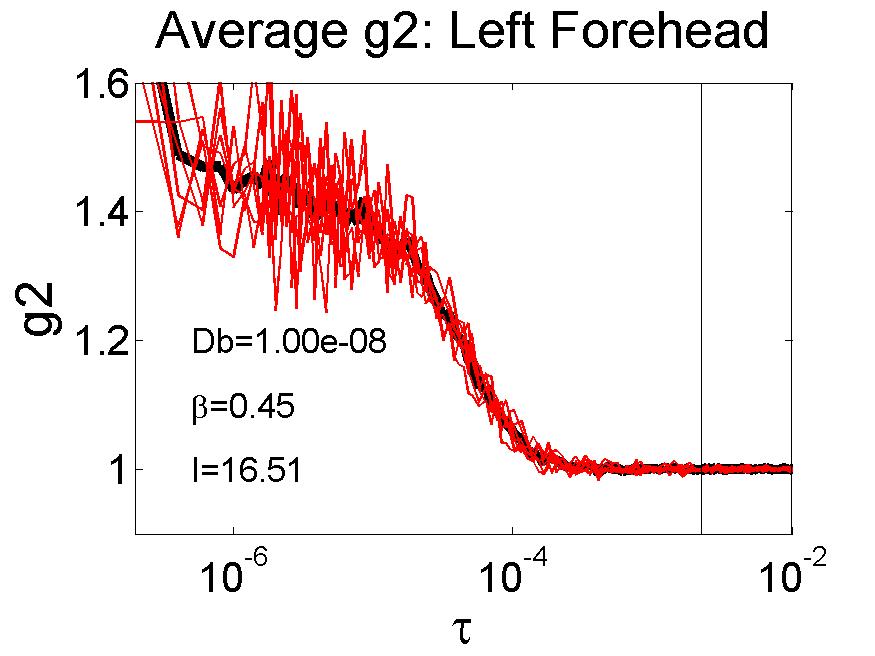 Average g2: Left Forehead
1.6
1.4
1.2
1
g2
Db=1.00e-08
β=0.45
I=16.51
10^-6
10^-4
10^-2
τ